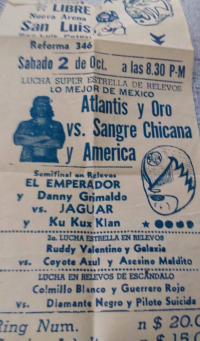 LIBRE
Nueva Arena
San Luis
San Luis Potosí
Reforma 346
Sabado 2 de Oct. a las 8.30 P-M
LUCHA SUPER ESTRELLA DE RELEVOS
LO MEJOR DE MEXICO
Atlantis y Oro
vs. Sangre Chicana
y America
Semifinal en Relevos
EL EMPERADOR
y Danny Grimaldo
vs. JAGUAR
y Ku Kux Klan
2a. LUCHA ESTRELLA EN RELEVOS
Ruddy Valentino y Galaxia
vs. Coyote Azul y Asesino Maldito
LUCHA EN RELEVOS DE ESCANDALO
Colmillo Blanco y Guerrero Rojo
vs. Diamante Negro y Piloto Suicida
Ring Num. n $ 20.0
n $ 15.0